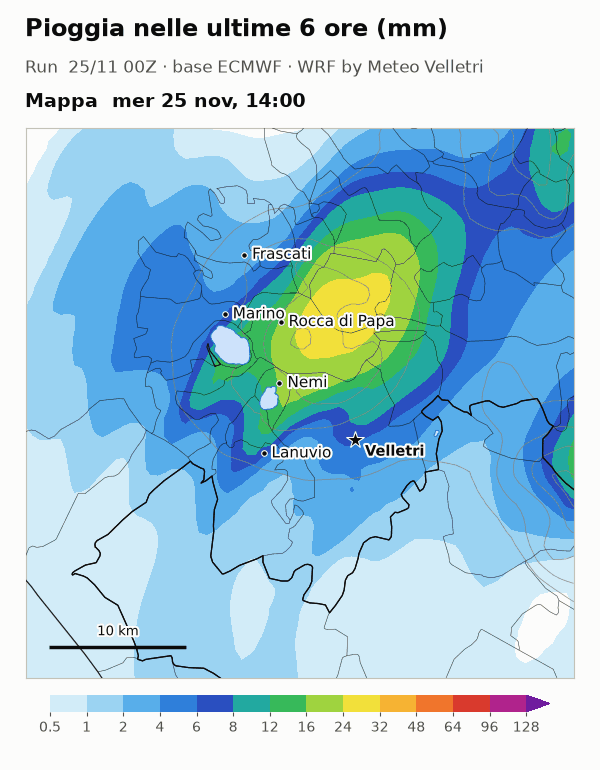 Pioggia nelle ultime 6 ore (mm)
Run  25/11 00Z · base ECMWF · WRF by Meteo Velletri
Mappa  mer 25 nov, 14:00
Frascati
Marino
Rocca di Papa
Nemi
Velletri
Lanuvio
10 km
0.5 1 2 4 6 8 12 16 24 32 48 64 96 128